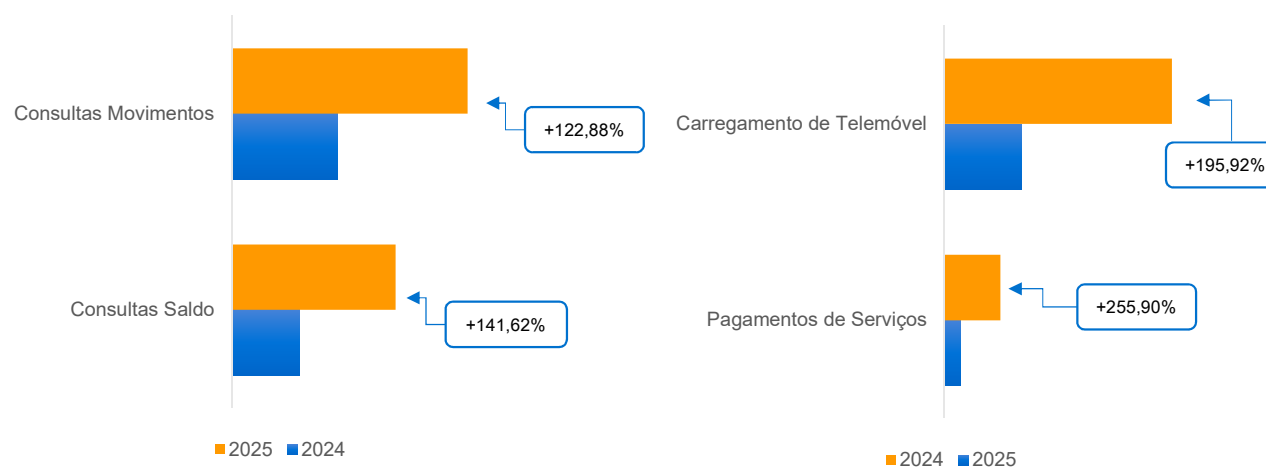 Consultas Movimentos
+122,88%
Consultas Saldo
+141,62%
2025 2024
Carregamento de Telemóvel
+195,92%
Pagamentos de Serviços
+255,90%
2024 2025